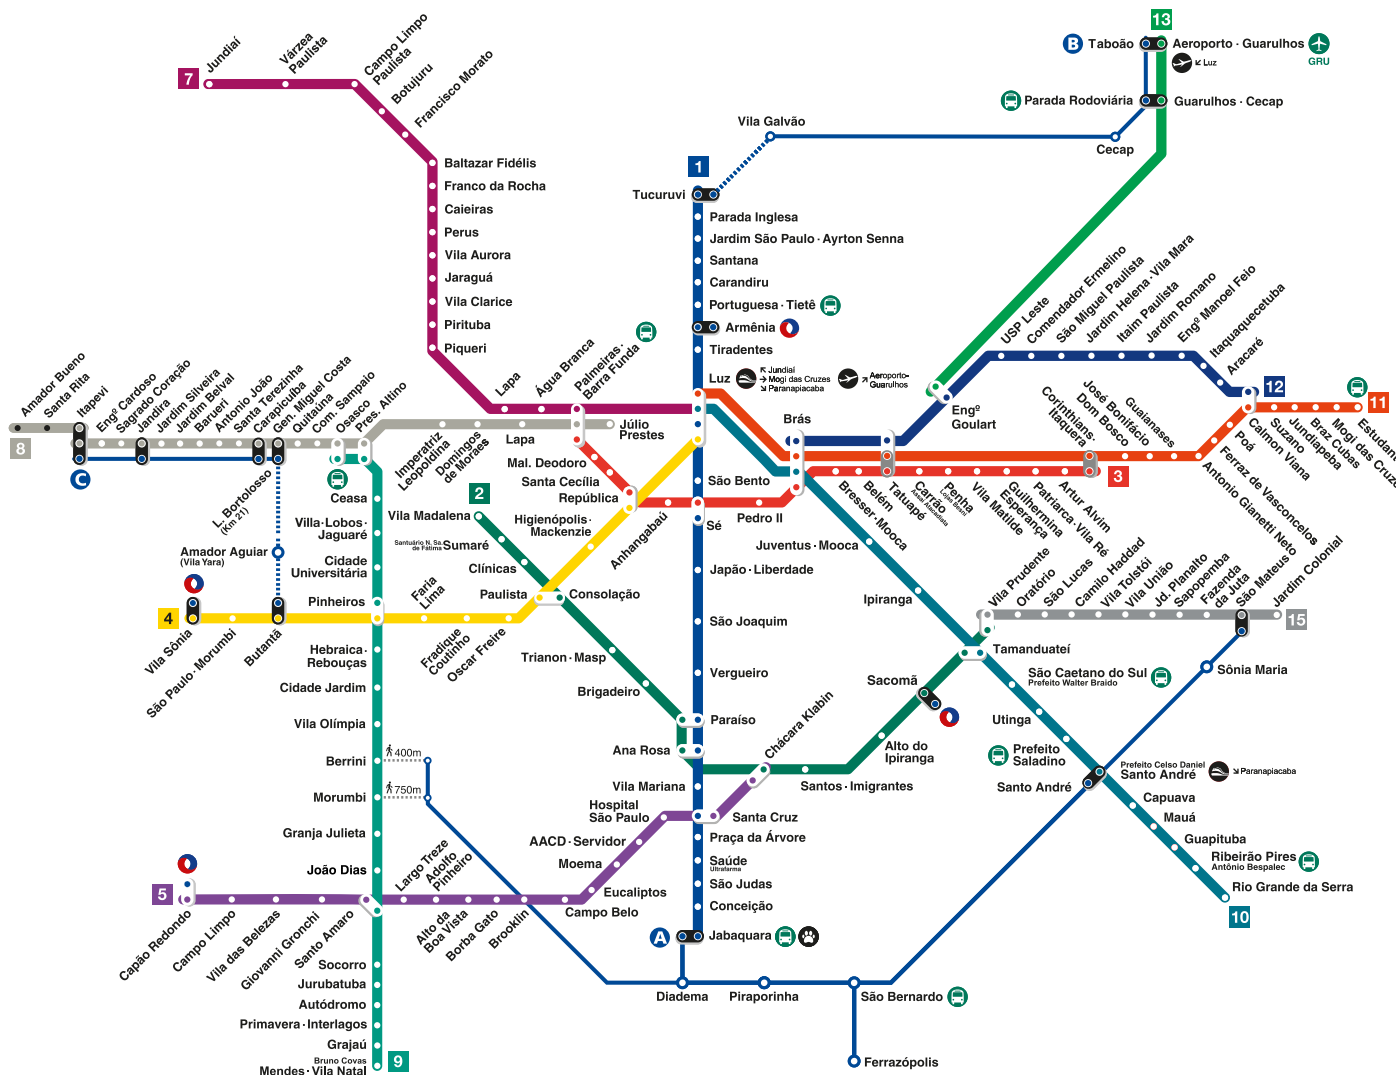 7
Jundiaí
Várzea
Paulista
Campo Limpo
Paulista
Botujuru
Francisco Morato
Baltazar Fidélis
Franco da Rocha
Caieiras
Perus
Vila Aurora
Jaraguá
Vila Clarice
Pirituba
Piqueri
Lapa
Água Branca
Palmeiras·
Barra Funda
1
Tucuruvi
Parada Inglesa
Jardim São Paulo·Ayrton Senna
Santana
Carandiru
Portuguesa·Tietê
Armênia
Tiradentes
Luz
↖ Jundiaí
→ Mogi das Cruzes
↘ Paranapiacaba
↗ Aeroporto-
Guarulhos
São Bento
Sé
Japão·Liberdade
São Joaquim
Vergueiro
Paraíso
Ana Rosa
Vila Mariana
Santa Cruz
Praça da Árvore
Saúde
Ultrafarma
São Judas
Conceição
A
Jabaquara
13
B
Taboão
Aeroporto·Guarulhos
GRU
↙ Luz
Parada Rodoviária
Guarulhos·Cecap
Vila Galvão
Cecap
USP Leste
Comendador Ermelino
São Miguel Paulista
Jardim Helena·Vila Mara
Itaim Paulista
Jardim Romano
Engº Manoel Feio
Itaquaquecetuba
Aracaré
12
Engº
Goulart
Brás
11
Corinthians·
Itaquera
Dom Bosco
José Bonifácio
Guaianases
Antonio Gianetti Neto
Ferraz de Vasconcelos
Poá
Calmon Viana
Suzano
Jundiapeba
Braz Cubas
Mogi das Cruze
Estudant
3
Mal. Deodoro
Santa Cecília
República
Anhangabaú
Pedro II
Bresser·Mooca
Belém
Tatuapé
Carrão
Assaí Atacadista
Penha
Lojas Besni
Vila Matilde
Guilhermina
Esperança
Patriarca·Vila Ré
Artur Alvim
8
Amador Bueno
Santa Rita
Itapevi
Engº Cardoso
Sagrado Coração
Jandira
Jardim Silveira
Jardim Belval
Barueri
Antonio João
Santa Terezinha
Carapicuíba
Gen. Miguel Costa
Quitauna
Com. Sampaio
Osasco
Pres. Altino
Imperatriz
Leopoldina
Domingos
de Moraes
Lapa
Júlio
Prestes
C
L. Bortolosso
(Km 21)
Amador Aguiar
(Vila Yara)
Ceasa
Villa·Lobos·
Jaguaré
Cidade
Universitária
Pinheiros
Hebraica·
Rebouças
Cidade Jardim
Vila Olímpia
Berrini
400m
Morumbi
750m
Granja Julieta
João Dias
Socorro
Jurubatuba
Autódromo
Primavera·Interlagos
Grajaú
Bruno Covas
Mendes·Vila Natal
9
4
Vila Sônia
São Paulo·Morumbi
Butantã
Faria
Lima
Fradique
Coutinho
Oscar Freire
Paulista
Higienópolis·
Mackenzie
2
Vila Madalena
Santuário N. Sa.
de Fátima
Sumaré
Clínicas
Consolação
Trianon·Masp
Brigadeiro
Chácara Klabin
Santos·Imigrantes
Alto do
Ipiranga
Sacomã
Tamanduateí
Vila Prudente
Oratório
São Lucas
Camilo Haddad
Vila Tolstói
Vila União
Jd. Planalto
Sapopemba
Fazenda
da Juta
São Mateus
Jardim Colonial
15
Juventus·Mooca
Ipiranga
São Caetano do Sul
Prefeito Walter Braido
Utinga
Prefeito
Saladino
Prefeito Celso Daniel
Santo André
↘ Paranapiacaba
Santo André
Capuava
Mauá
Guapituba
Ribeirão Pires
Antônio Bespalec
Rio Grande da Serra
10
Sônia Maria
5
Capão Redondo
Campo Limpo
Vila das Belezas
Giovanni Gronchi
Santo Amaro
Largo Treze
Adolfo
Pinheiro
Alto da
Boa Vista
Borba Gato
Brooklin
Campo Belo
Eucaliptos
Moema
AACD·Servidor
Hospital
São Paulo
Diadema
Piraporinha
São Bernardo
Ferrazópolis